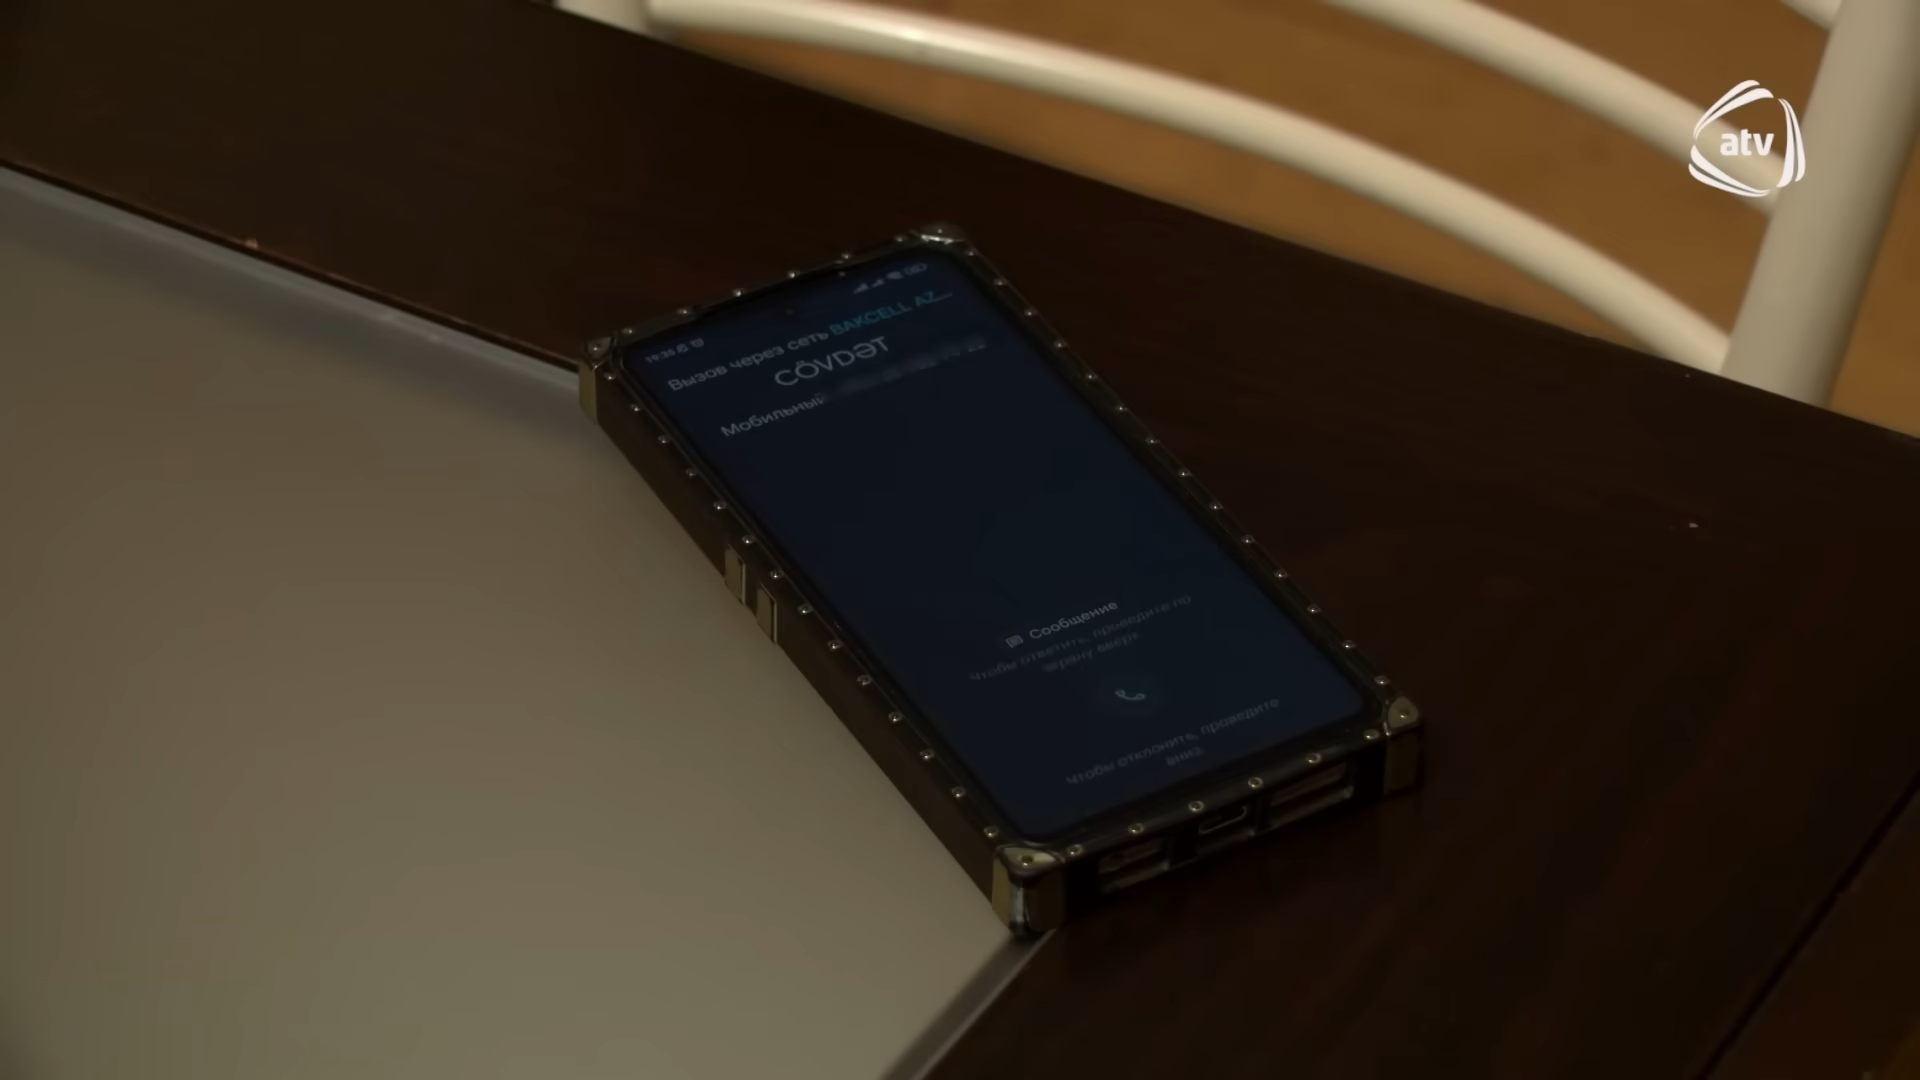 atv
Вызов через сеть BAKCELL AZ...
CÖVDƏT
Мобильный
Сообщение
Чтобы ответить, проведите по
экрану вверх
Чтобы отклонить, проведите
вниз